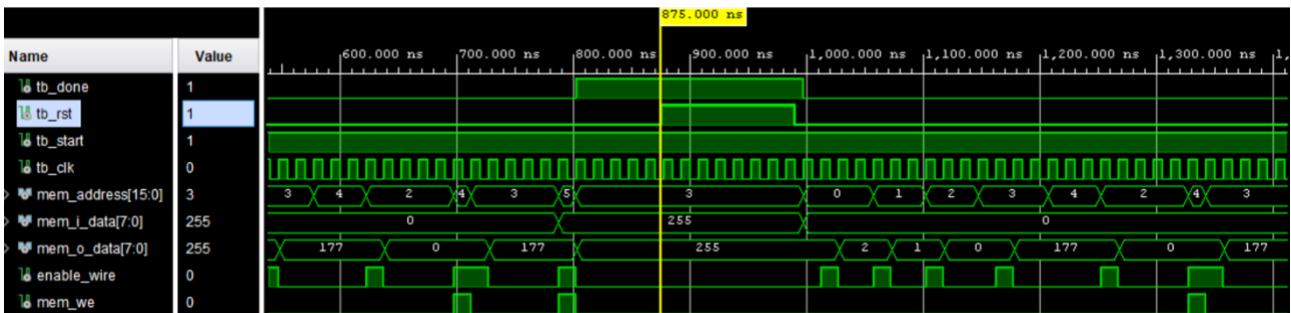 875.000 ns
Name Value 600.000 ns 700.000 ns 800.000 ns 900.000 ns 1,000.000 ns 1,100.000 ns 1,200.000 ns 1,300.000 ns 1,
tb_done 1
tb_rst 1
tb_start 1
tb_clk 0
mem_address[15:0] 3 3 4 2 4 3 5 3 0 1 2 3 4 2 4 3
mem_i_data[7:0] 255 0 255 0
mem_o_data[7:0] 255 177 0 177 255 2 1 0 177 0 177
enable_wire 0
mem_we 0